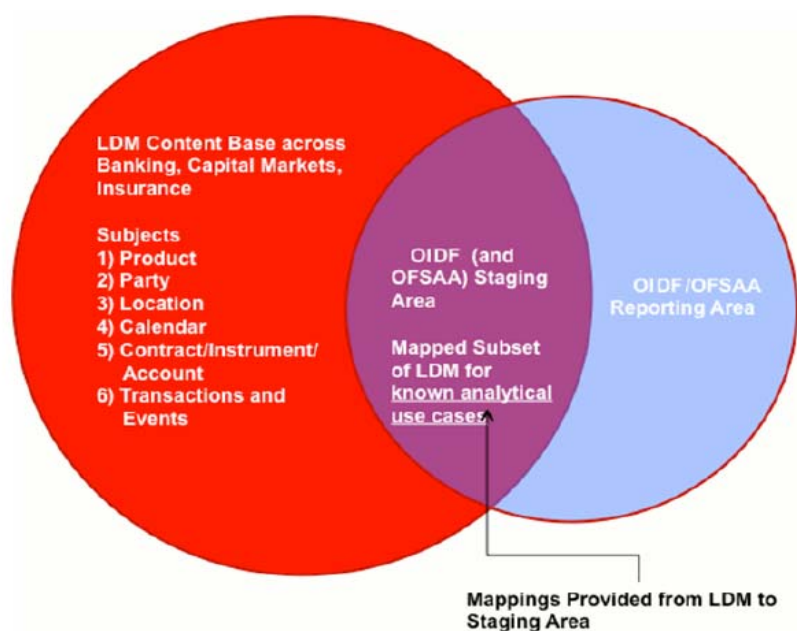 LDM Content Base across
Banking, Capital Markets,
Insurance
Subjects
1) Product
2) Party
3) Location
4) Calendar
5) Contract/Instrument/
Account
6) Transactions and
Events
OIDF (and
OFSAA) Staging
Area
Mapped Subset
of LDM for
known analytical
use cases
OIDF/OFSAA
Reporting Area
Mappings Provided from LDM to
Staging Area